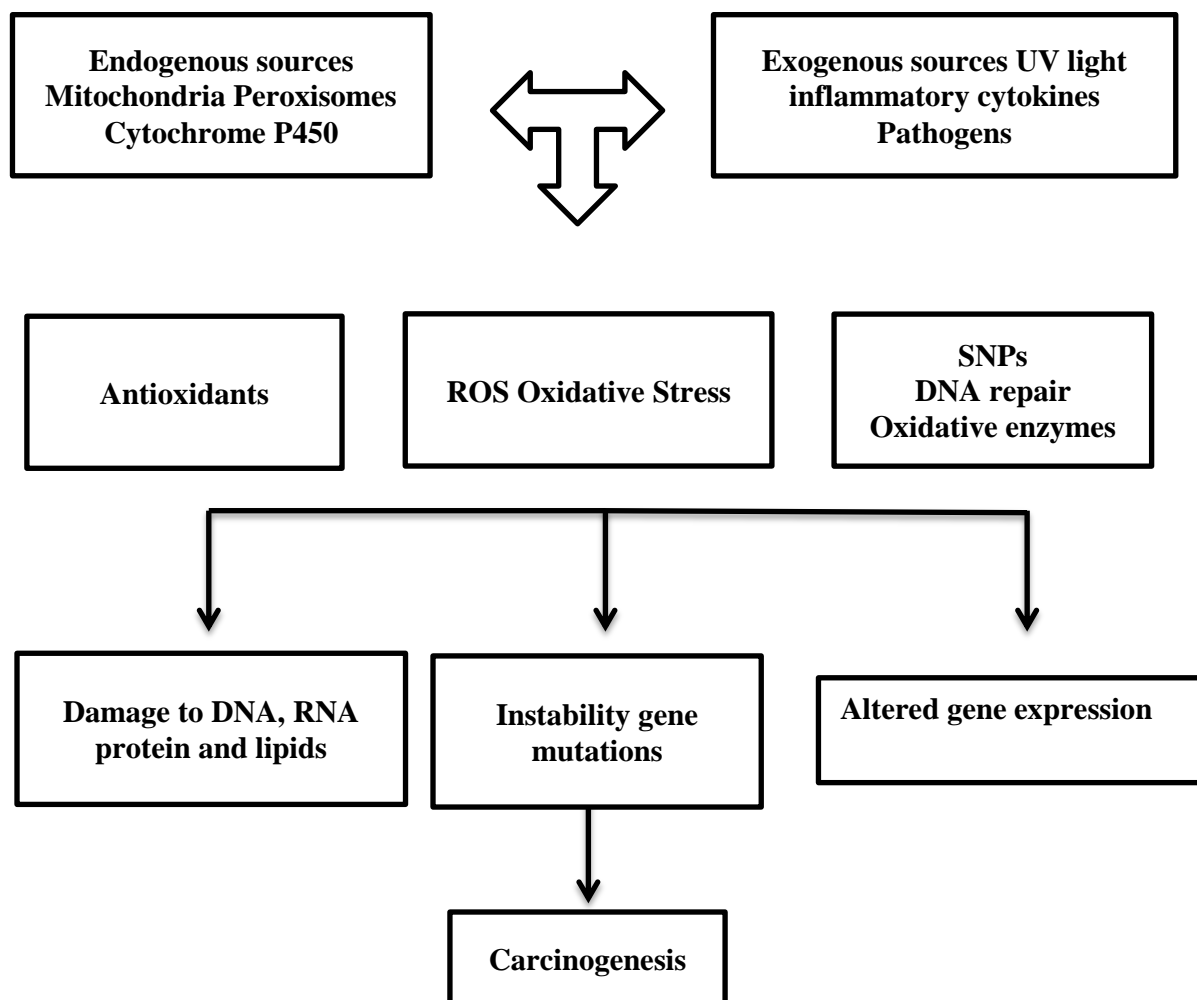 Endogenous sources
Mitochondria Peroxisomes
Cytochrome P450
Exogenous sources UV light
inflammatory cytokines
Pathogens
Antioxidants
ROS Oxidative Stress
SNPs
DNA repair
Oxidative enzymes
Damage to DNA, RNA
protein and lipids
Instability gene
mutations
Altered gene expression
Carcinogenesis